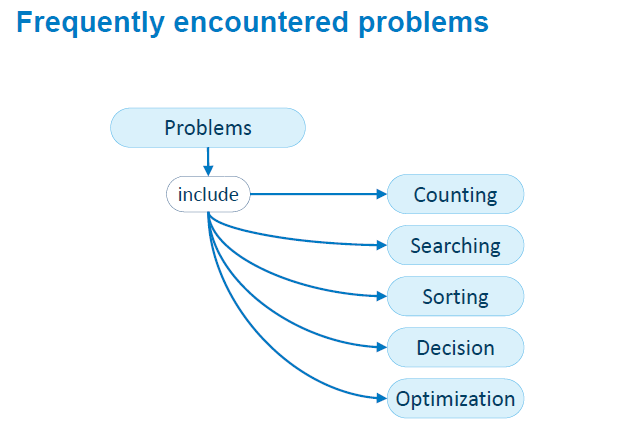 Frequently encountered problems
Problems
include
Counting
Searching
Sorting
Decision
Optimization